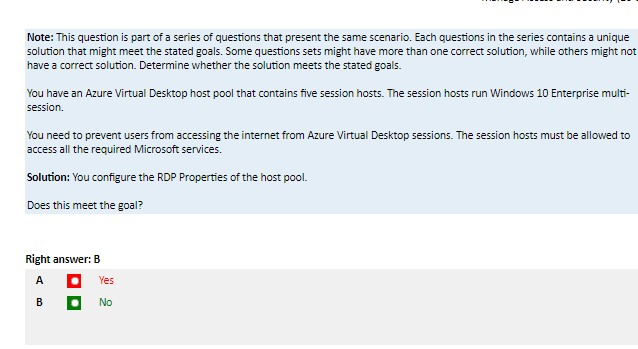 Note: This question is part of a series of questions that present the same scenario. Each questions in the series contains a unique
solution that might meet the stated goals. Some questions sets might have more than one correct solution, while others might not
have a correct solution. Determine whether the solution meets the stated goals.
You have an Azure Virtual Desktop host pool that contains five session hosts. The session hosts run Windows 10 Enterprise multi-
session.
You need to prevent users from accessing the internet from Azure Virtual Desktop sessions. The session hosts must be allowed to
access all the required Microsoft services.
Solution: You configure the RDP Properties of the host pool.
Does this meet the goal?
Right answer: B
A Yes
B No